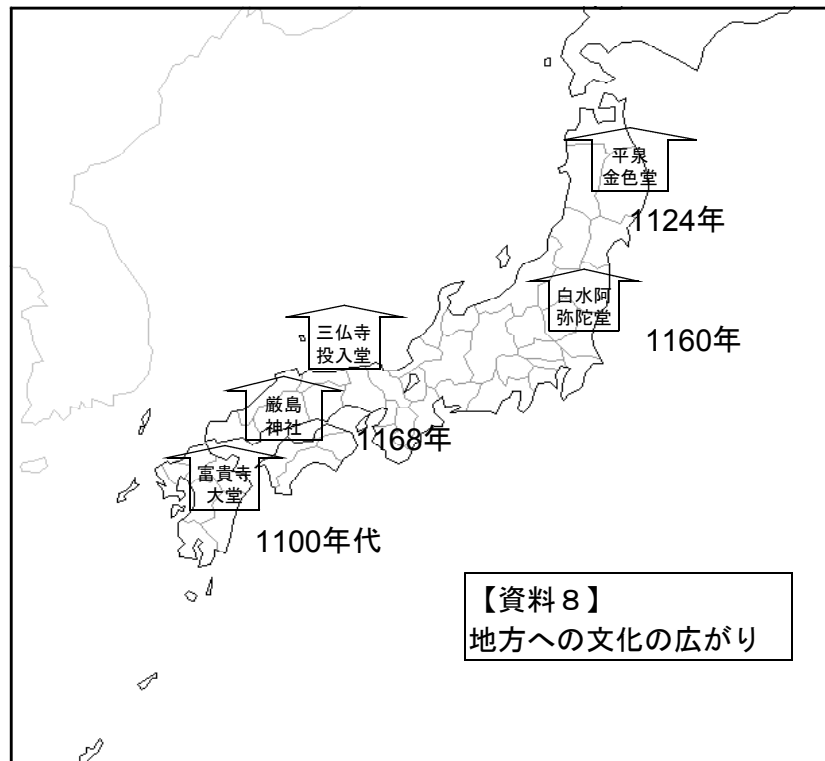 平泉
金色堂
1124年
白水阿
弥陀堂
1160年
三仏寺
投入堂
厳島
神社
1168年
富貴寺
大堂
1100年代
【資料８】
地方への文化の広がり